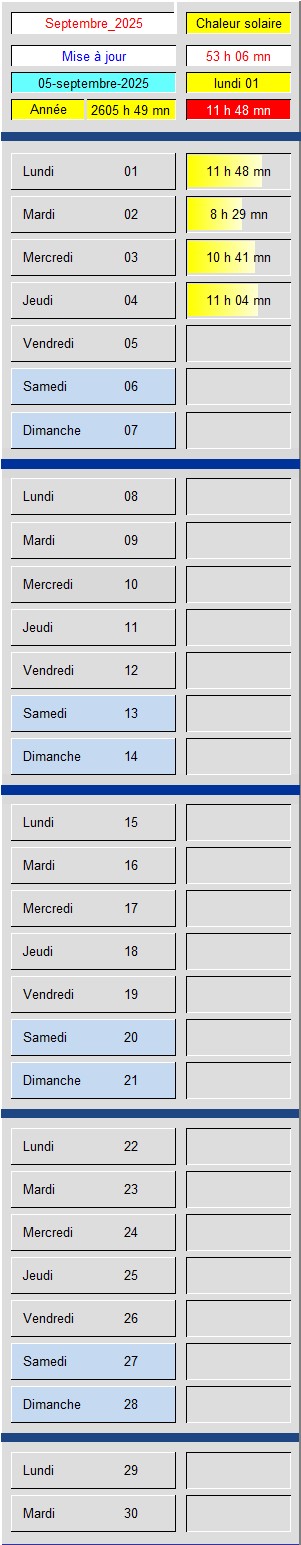 Septembre_2025 Chaleur solaire
Mise à jour 53 h 06 mn
05-septembre-2025 lundi 01
Année 2605 h 49 mn 11 h 48 mn
Lundi 01 11 h 48 mn
Mardi 02 8 h 29 mn
Mercredi 03 10 h 41 mn
Jeudi 04 11 h 04 mn
Vendredi 05
Samedi 06
Dimanche 07
Lundi 08
Mardi 09
Mercredi 10
Jeudi 11
Vendredi 12
Samedi 13
Dimanche 14
Lundi 15
Mardi 16
Mercredi 17
Jeudi 18
Vendredi 19
Samedi 20
Dimanche 21
Lundi 22
Mardi 23
Mercredi 24
Jeudi 25
Vendredi 26
Samedi 27
Dimanche 28
Lundi 29
Mardi 30